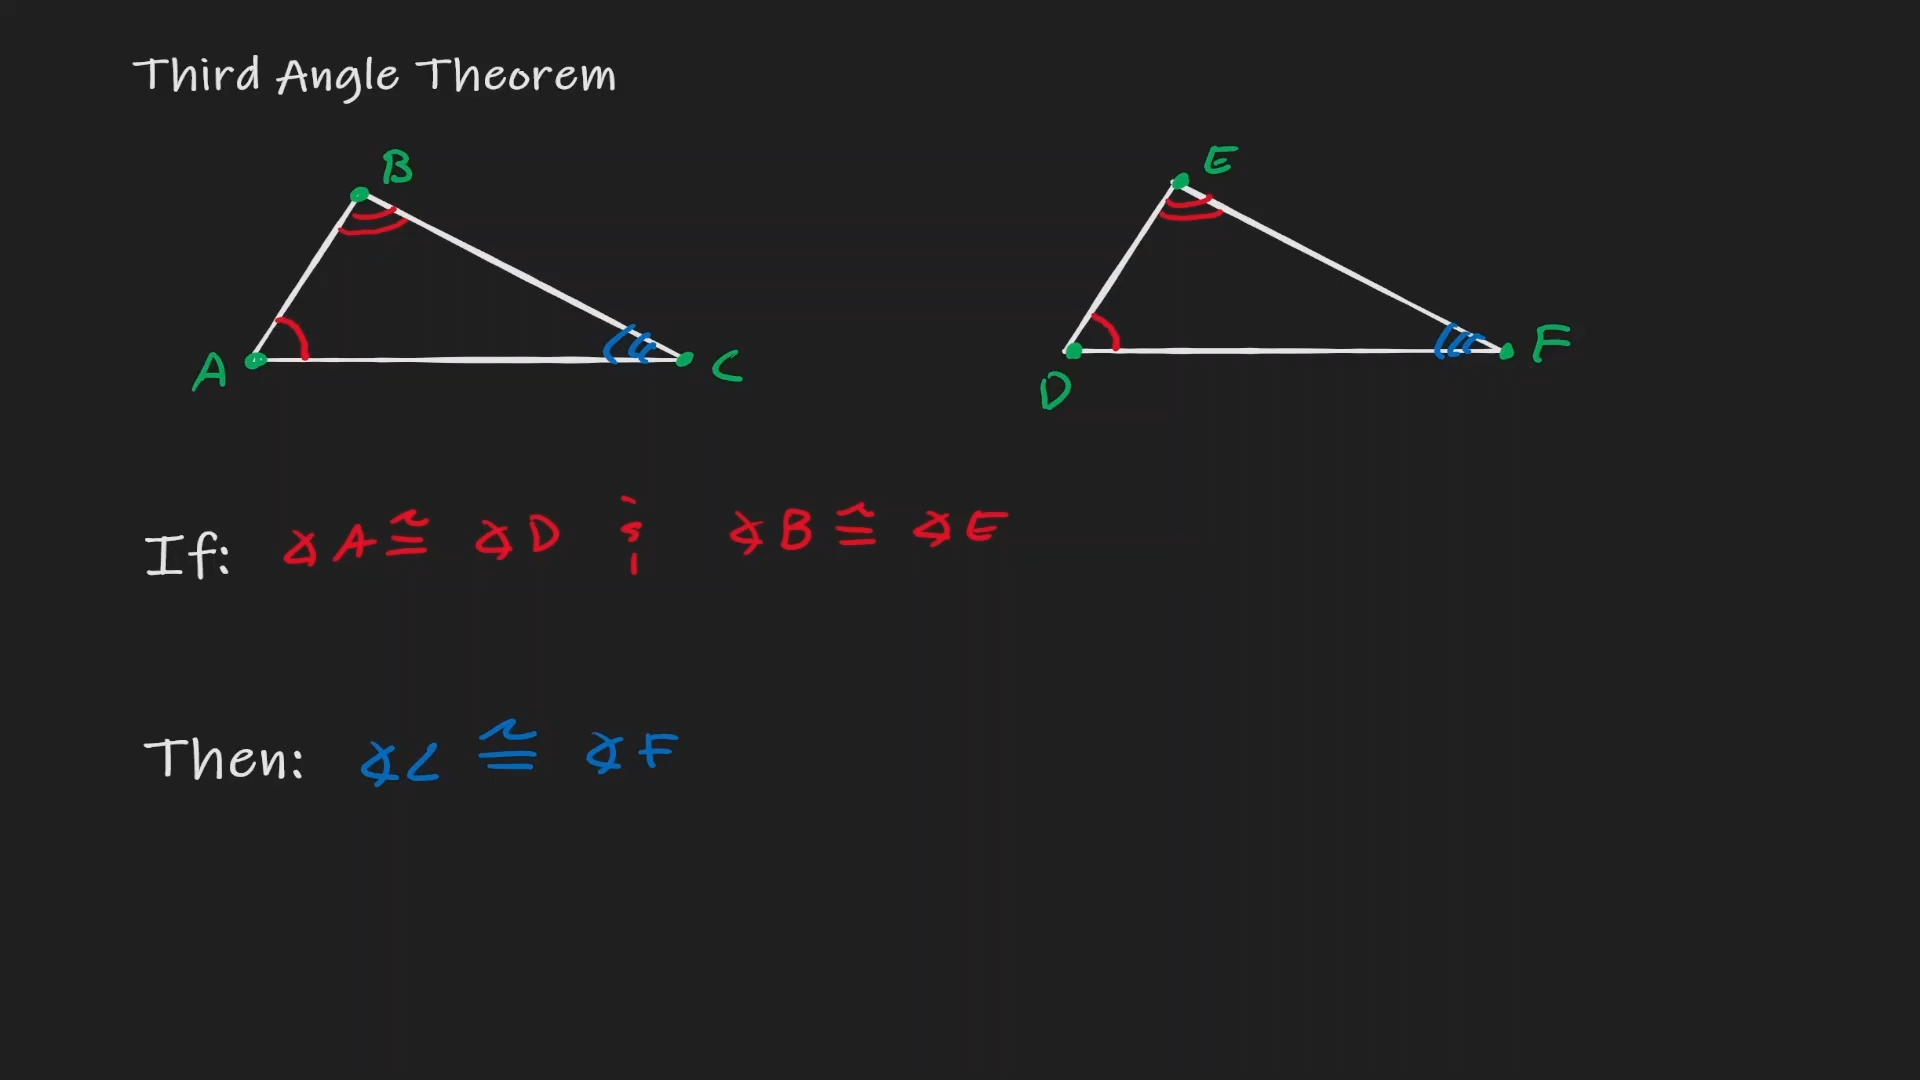 Third Angle Theorem
B
E
A
C
D
F
If: ∡A ≅ ∡D & ∡B ≅ ∡E
Then: ∡C ≅ ∡F